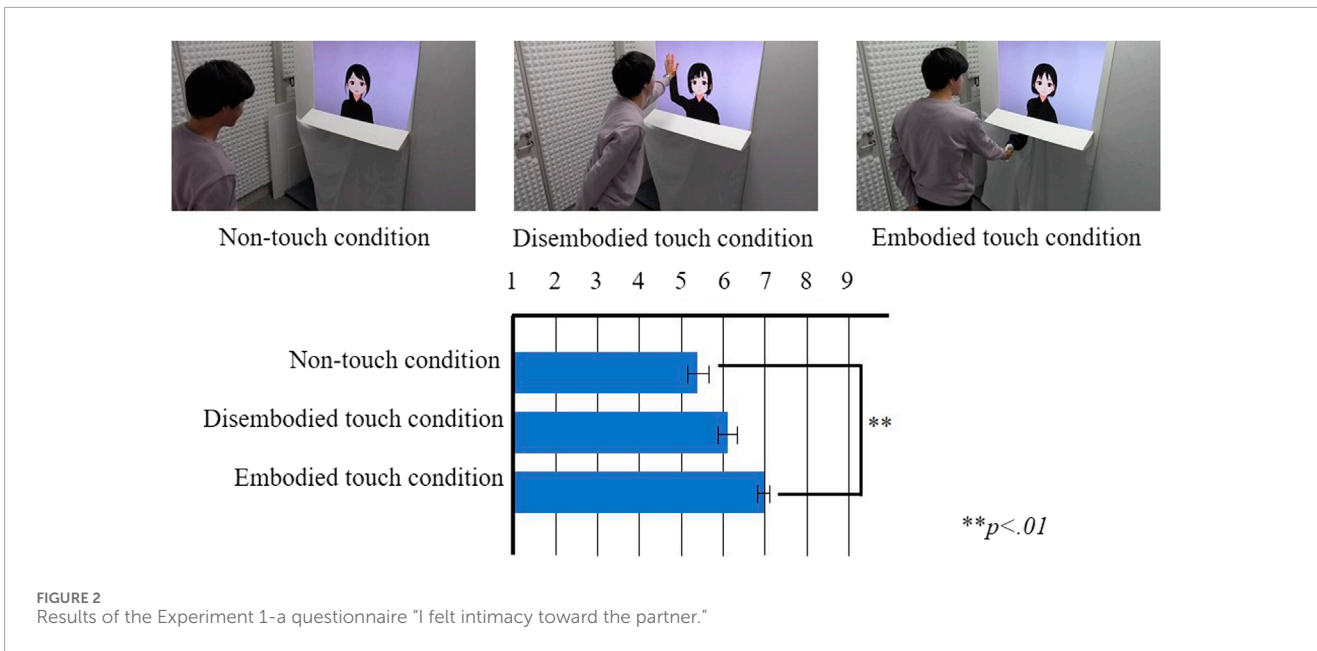 Non-touch condition
Disembodied touch condition
Embodied touch condition
1 2 3 4 5 6 7 8 9
Non-touch condition
Disembodied touch condition
**
Embodied touch condition
**p<.01
FIGURE 2
Results of the Experiment 1-a questionnaire “I felt intimacy toward the partner.”